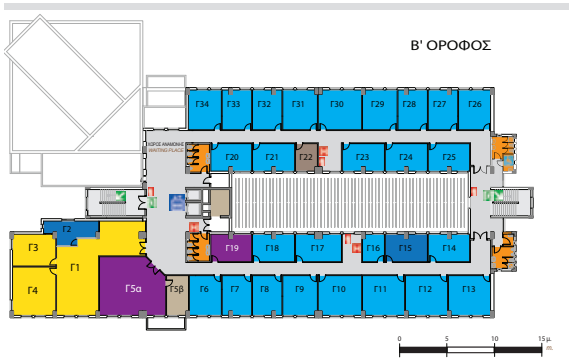 Β' ΟΡΟΦΟΣ
Γ34 Γ33 Γ32 Γ31 Γ30 Γ29 Γ28 Γ27 Γ26
ΧΩΡΟΣ ΑΝΑΜΟΝΗΣ
WAITING PLACE
Γ20 Γ21 Γ22 Γ23 Γ24 Γ25
Γ2
Γ3 Γ19 Γ18 Γ17 Γ16 Γ15 Γ14
Γ1
Γ4 Γ5α Γ5β Γ6 Γ7 Γ8 Γ9 Γ10 Γ11 Γ12 Γ13
0 5 10 15 μ.
m.